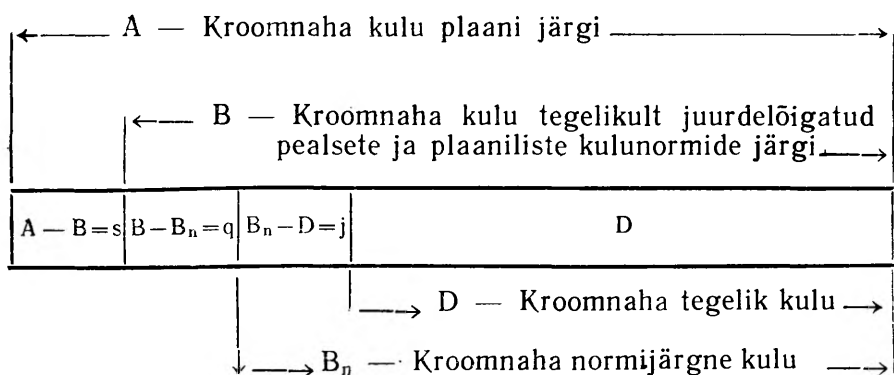 A — Kroomnaha kulu plaani järgi
B — Kroomnaha kulu tegelikult juurdelõigatud
pealsete ja plaaniliste kulunormide järgi
A — B = s B — Bₙ = q Bₙ — D = j D
D — Kroomnaha tegelik kulu
Bₙ — Kroomnaha normijärgne kulu